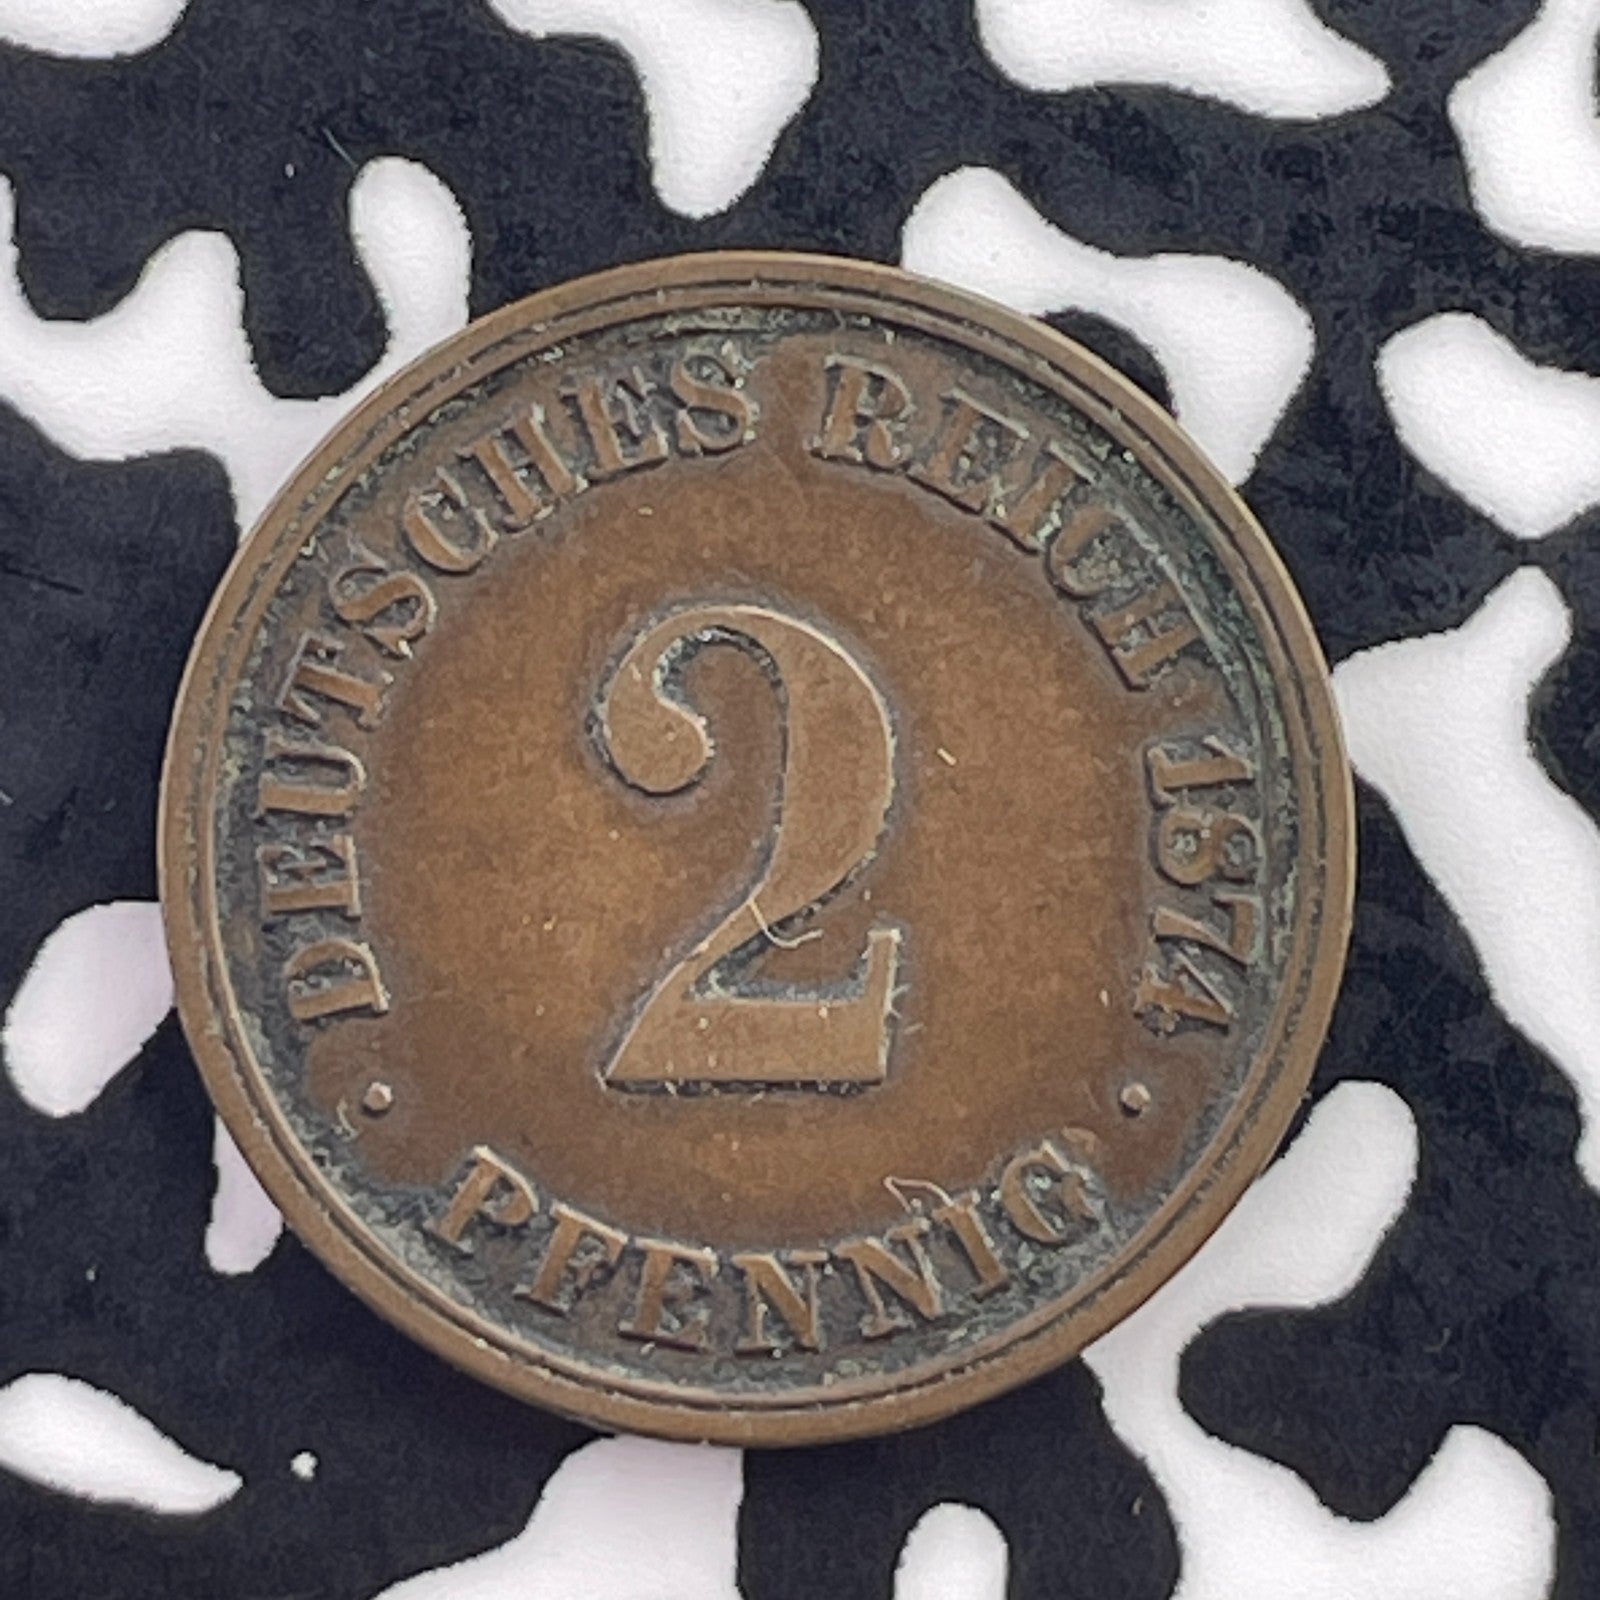 DEUTSCHES REICH 1874
2
· PFENNIG ·